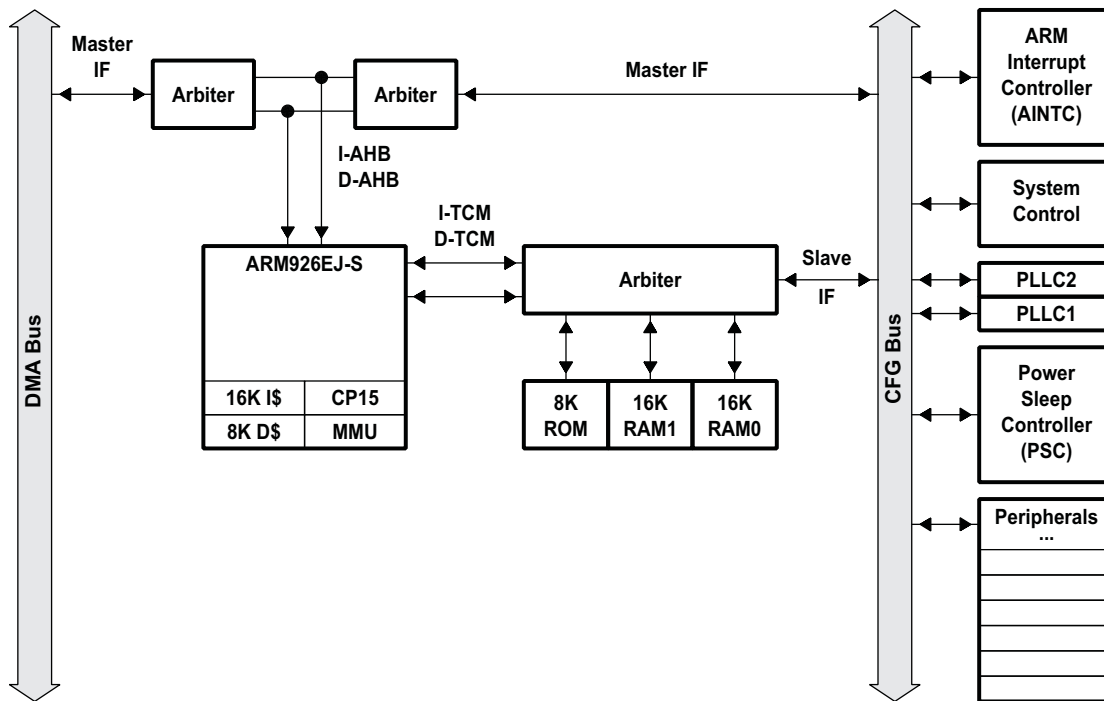 Master
IF
Arbiter
Arbiter
Master IF
ARM
Interrupt
Controller
(AINTC)
I-AHB
D-AHB
System
Control
I-TCM
D-TCM
ARM926EJ-S
Arbiter
Slave
IF
PLLC2
PLLC1
DMA Bus
CFG Bus
16K I$
CP15
8K D$
MMU
8K
ROM
16K
RAM1
16K
RAM0
Power
Sleep
Controller
(PSC)
Peripherals
...